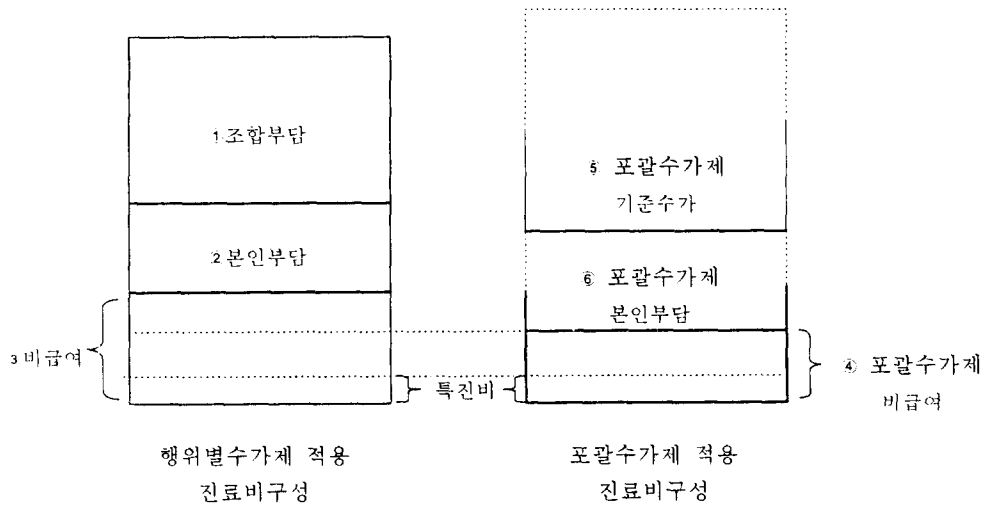 1 조합부담
2 본인부담
3 비급여
특진비
행위별수가제 적용
진료비구성
⑤ 포괄수가제
기준수가
⑥ 포괄수가제
본인부담
④ 포괄수가제
비급여
포괄수가제 적용
진료비구성